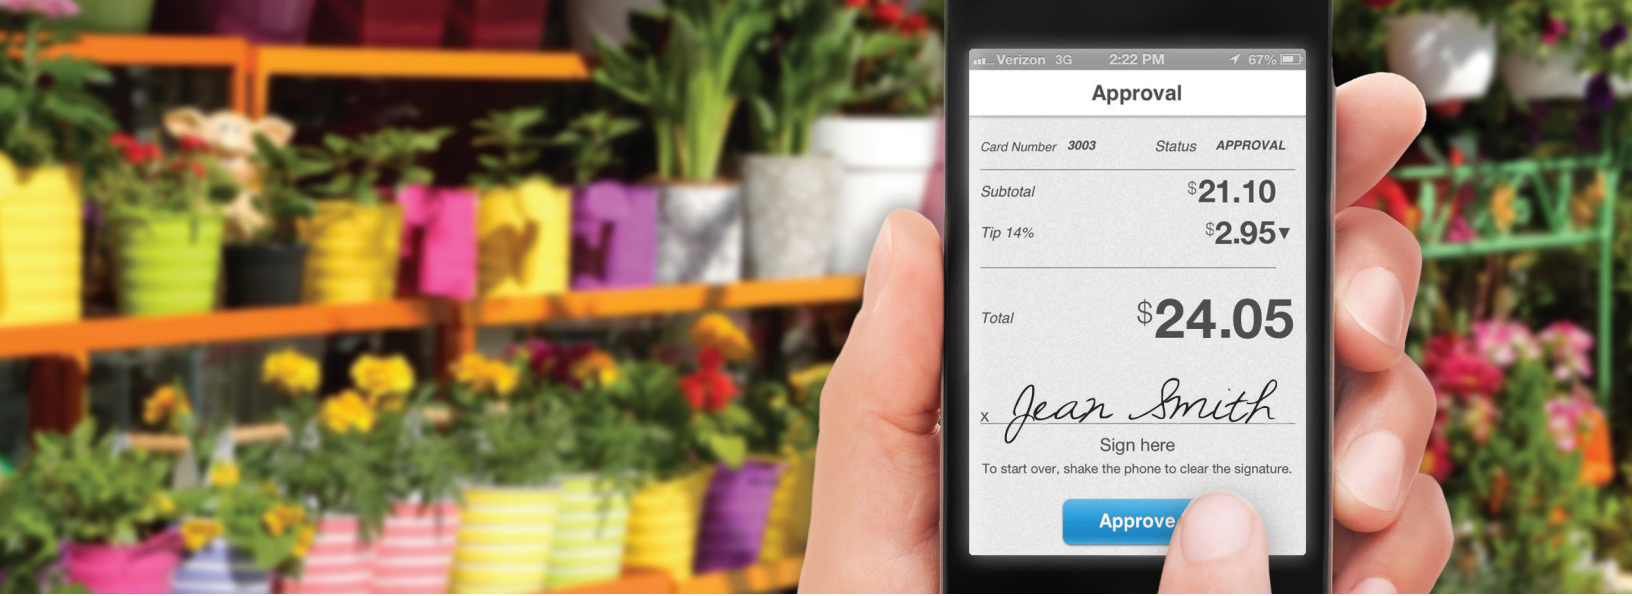 Verizon 3G 2:22 PM 67%
Approval
Card Number 3003 Status APPROVAL
Subtotal $21.10
Tip 14% $2.95
Total $24.05
x Jean Smith
Sign here
To start over, shake the phone to clear the signature.
Approve